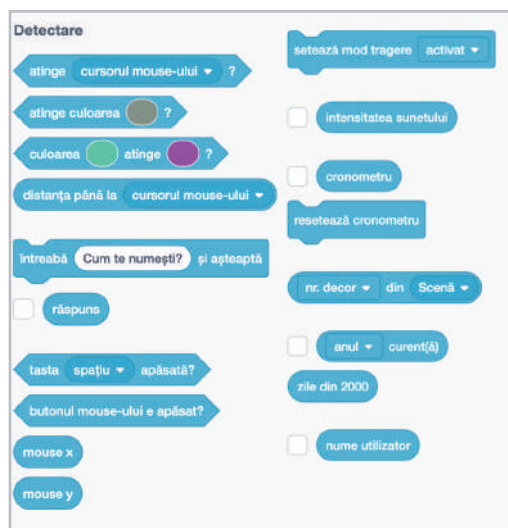 Detectare
atinge cursorul mouse-ului ?
atinge culoarea ?
culoarea atinge ?
distanța până la cursorul mouse-ului
întreabă Cum te numești? și așteaptă
răspuns
tasta spațiu apăsată?
butonul mouse-ului e apăsat?
mouse x
mouse y
setează mod tragere activat
intensitatea sunetului
cronometru
resetează cronometru
nr. decor din Scenă
anul curent(ă)
zile din 2000
nume utilizator